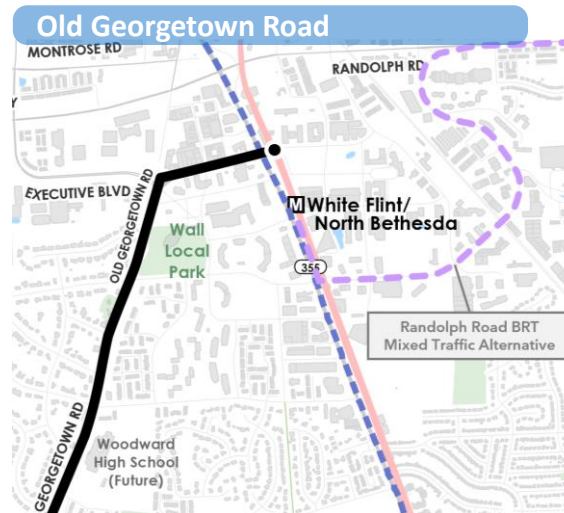 Old Georgetown Road
MONTROSE RD
RANDOLPH RD
Y
EXECUTIVE BLVD
OLD GEORGETOWN RD
M White Flint/
North Bethesda
Wall
Local
Park
355
Randolph Road BRT
Mixed Traffic Alternative
GEORGETOWN RD
Woodward
High School
(Future)